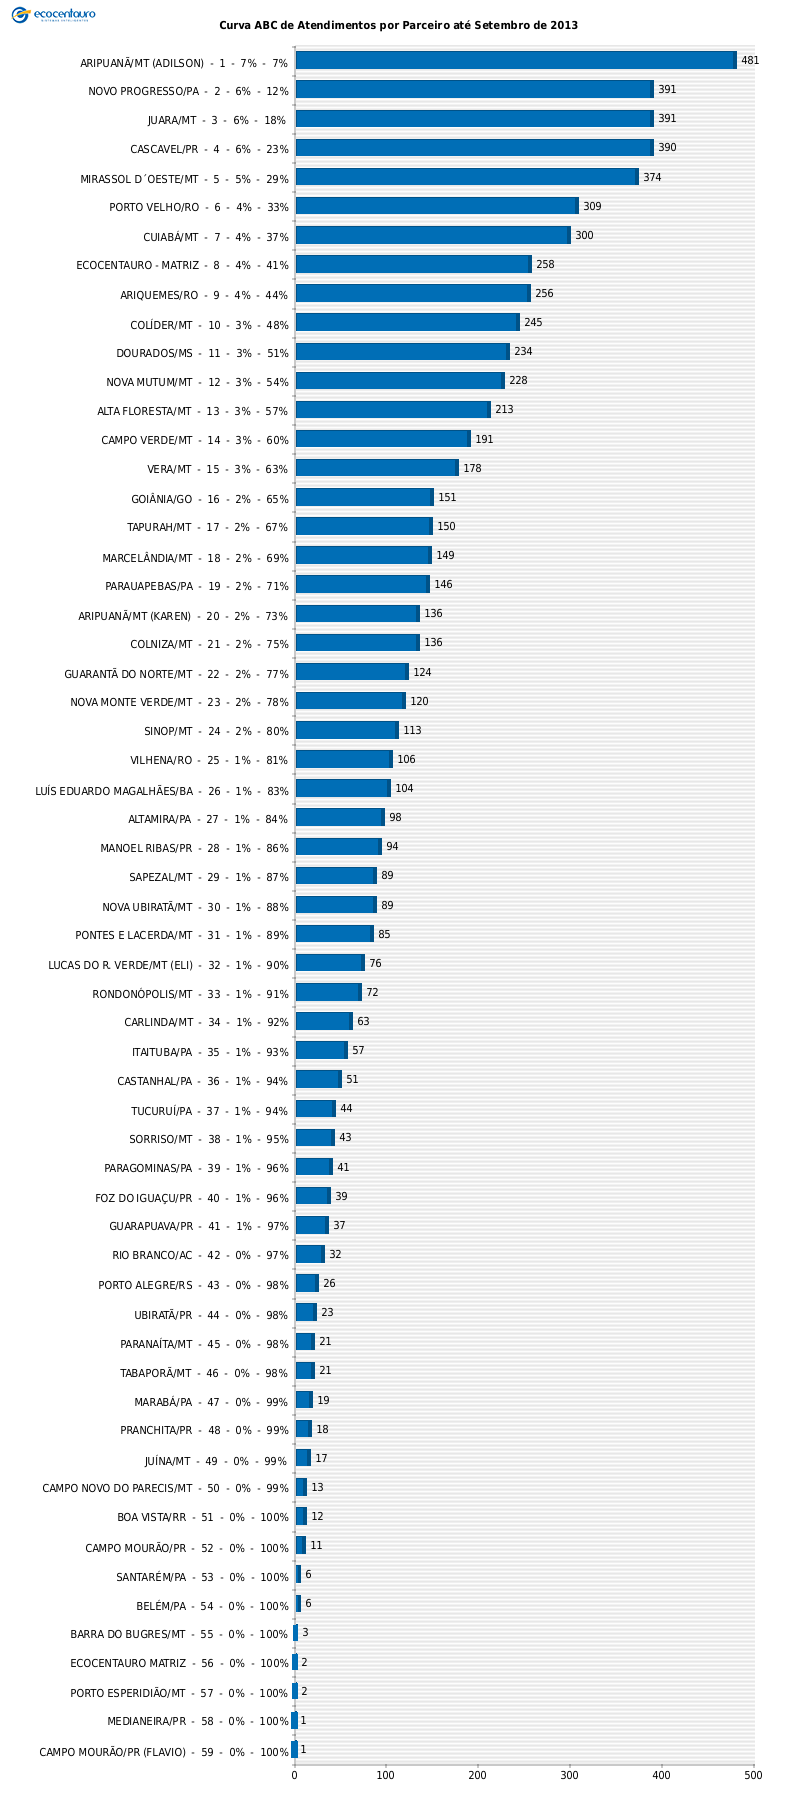 ecocentauro
Curva ABC de Atendimentos por Parceiro até Setembro de 2013
ARIPUANÃ/MT (ADILSON) - 1 - 7% - 7% 481
NOVO PROGRESSO/PA - 2 - 6% - 12% 391
JUARA/MT - 3 - 6% - 18% 391
CASCAVEL/PR - 4 - 6% - 23% 390
MIRASSOL D´OESTE/MT - 5 - 5% - 29% 374
PORTO VELHO/RO - 6 - 4% - 33% 309
CUIABÁ/MT - 7 - 4% - 37% 300
ECOCENTAURO - MATRIZ - 8 - 4% - 41% 258
ARIQUEMES/RO - 9 - 4% - 44% 256
COLÍDER/MT - 10 - 3% - 48% 245
DOURADOS/MS - 11 - 3% - 51% 234
NOVA MUTUM/MT - 12 - 3% - 54% 228
ALTA FLORESTA/MT - 13 - 3% - 57% 213
CAMPO VERDE/MT - 14 - 3% - 60% 191
VERA/MT - 15 - 3% - 63% 178
GOIÂNIA/GO - 16 - 2% - 65% 151
TAPURAH/MT - 17 - 2% - 67% 150
MARCELÂNDIA/MT - 18 - 2% - 69% 149
PARAUAPEBAS/PA - 19 - 2% - 71% 146
ARIPUANÃ/MT (KAREN) - 20 - 2% - 73% 136
COLNIZA/MT - 21 - 2% - 75% 136
GUARANTÃ DO NORTE/MT - 22 - 2% - 77% 124
NOVA MONTE VERDE/MT - 23 - 2% - 78% 120
SINOP/MT - 24 - 2% - 80% 113
VILHENA/RO - 25 - 1% - 81% 106
LUÍS EDUARDO MAGALHÃES/BA - 26 - 1% - 83% 104
ALTAMIRA/PA - 27 - 1% - 84% 98
MANOEL RIBAS/PR - 28 - 1% - 86% 94
SAPEZAL/MT - 29 - 1% - 87% 89
NOVA UBIRATÃ/MT - 30 - 1% - 88% 89
PONTES E LACERDA/MT - 31 - 1% - 89% 85
LUCAS DO R. VERDE/MT (ELI) - 32 - 1% - 90% 76
RONDONÓPOLIS/MT - 33 - 1% - 91% 72
CARLINDA/MT - 34 - 1% - 92% 63
ITAITUBA/PA - 35 - 1% - 93% 57
CASTANHAL/PA - 36 - 1% - 94% 51
TUCURUÍ/PA - 37 - 1% - 94% 44
SORRISO/MT - 38 - 1% - 95% 43
PARAGOMINAS/PA - 39 - 1% - 96% 41
FOZ DO IGUAÇU/PR - 40 - 1% - 96% 39
GUARAPUAVA/PR - 41 - 1% - 97% 37
RIO BRANCO/AC - 42 - 0% - 97% 32
PORTO ALEGRE/RS - 43 - 0% - 98% 26
UBIRATÃ/PR - 44 - 0% - 98% 23
PARANAÍTA/MT - 45 - 0% - 98% 21
TABAPORÃ/MT - 46 - 0% - 98% 21
MARABÁ/PA - 47 - 0% - 99% 19
PRANCHITA/PR - 48 - 0% - 99% 18
JUÍNA/MT - 49 - 0% - 99% 17
CAMPO NOVO DO PARECIS/MT - 50 - 0% - 99% 13
BOA VISTA/RR - 51 - 0% - 100% 12
CAMPO MOURÃO/PR - 52 - 0% - 100% 11
SANTARÉM/PA - 53 - 0% - 100% 6
BELÉM/PA - 54 - 0% - 100% 6
BARRA DO BUGRES/MT - 55 - 0% - 100% 3
ECOCENTAURO MATRIZ - 56 - 0% - 100% 2
PORTO ESPERIDIÃO/MT - 57 - 0% - 100% 2
MEDIANEIRA/PR - 58 - 0% - 100% 1
CAMPO MOURÃO/PR (FLAVIO) - 59 - 0% - 100% 1
0 100 200 300 400 500